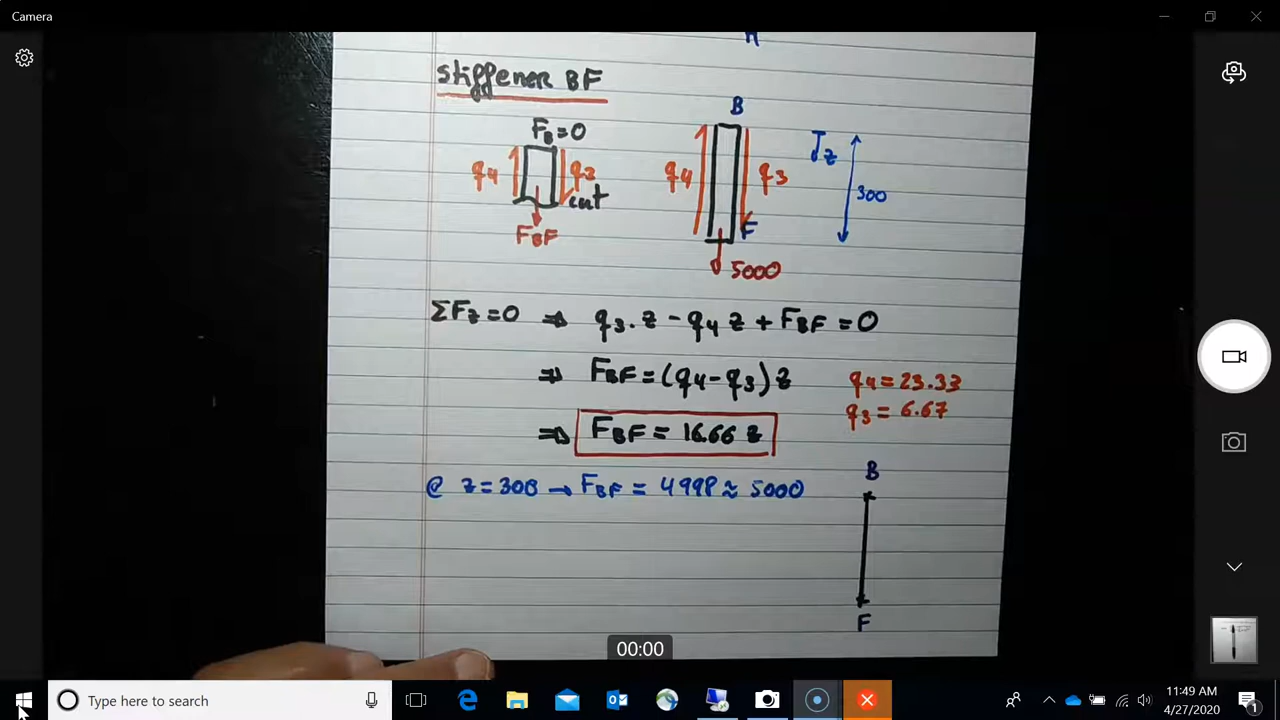 Camera
stiffener BF
B
F_B=0
q4
q3
cut
F_BF
q4
q3
z
300
F
5000
ΣFz=0 ⇒ q3.z - q4 z + F_BF = 0
⇒ F_BF = (q4-q3) z
q4 = 23.33
q3 = 6.67
⇒ F_BF = 16.66 z
@ z=300 → F_BF = 4998 ≈ 5000
B
F
00:00
Type here to search
11:49 AM
4/27/2020
1